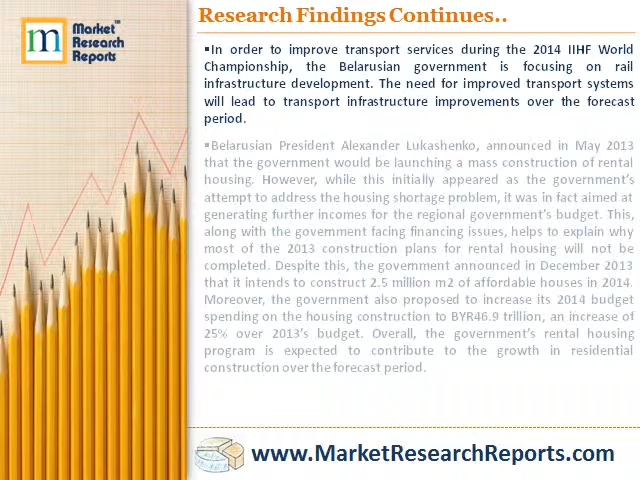 Research Findings Continues..
m
Market™
Research
Reports
▪In order to improve transport services during the 2014 IIHF World
Championship, the Belarusian government is focusing on rail
infrastructure development. The need for improved transport systems
will lead to transport infrastructure improvements over the forecast
period.
▪Belarusian President Alexander Lukashenko, announced in May 2013
that the government would be launching a mass construction of rental
housing. However, while this initially appeared as the government's
attempt to address the housing shortage problem, it was in fact aimed at
generating further incomes for the regional government's budget. This,
along with the government facing financing issues, helps to explain why
most of the 2013 construction plans for rental housing will not be
completed. Despite this, the government announced in December 2013
that it intends to construct 2.5 million m2 of affordable houses in 2014.
Moreover, the government also proposed to increase its 2014 budget
spending on the housing construction to BYR46.9 trillion, an increase of
25% over 2013's budget. Overall, the government's rental housing
program is expected to contribute to the growth in residential
construction over the forecast period.
www.MarketResearchReports.com